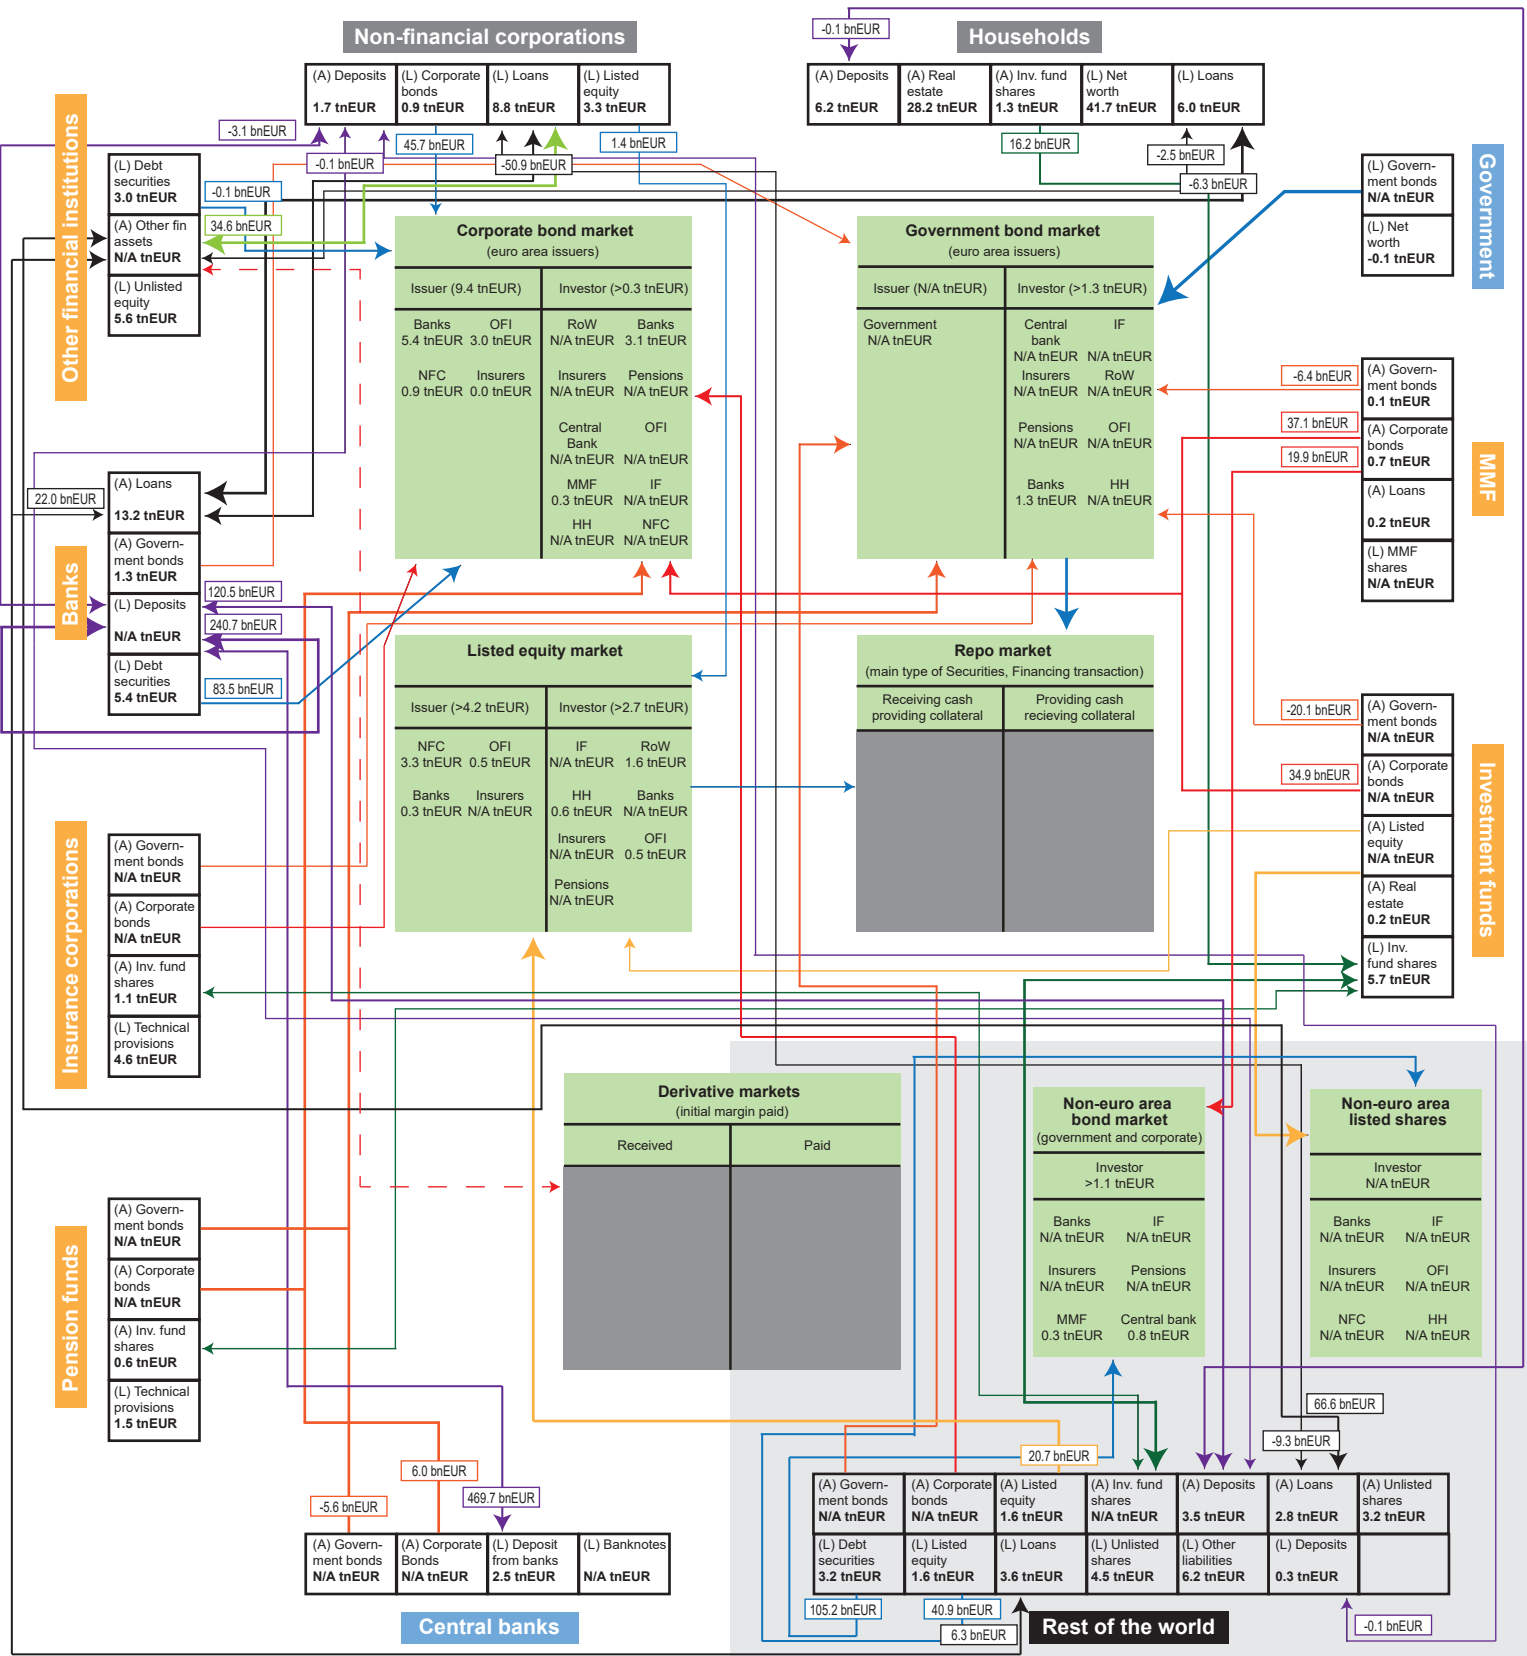 Non-financial corporations
(A) Deposits
1.7 tnEUR
(L) Corporate
bonds
0.9 tnEUR
(L) Loans
8.8 tnEUR
(L) Listed
equity
3.3 tnEUR
Households
-0.1 bnEUR
(A) Deposits
6.2 tnEUR
(A) Real
estate
28.2 tnEUR
(A) Inv. fund
shares
1.3 tnEUR
(L) Net
worth
41.7 tnEUR
(L) Loans
6.0 tnEUR
-3.1 bnEUR
45.7 bnEUR
-0.1 bnEUR
-50.9 bnEUR
1.4 bnEUR
16.2 bnEUR
-2.5 bnEUR
-6.3 bnEUR
-0.1 bnEUR
34.6 bnEUR
Other financial institutions
(L) Debt
securities
3.0 tnEUR
(A) Other fin
assets
N/A tnEUR
(L) Unlisted
equity
5.6 tnEUR
Government
(L) Govern-
ment bonds
N/A tnEUR
(L) Net
worth
-0.1 tnEUR
Corporate bond market
(euro area issuers)
Issuer (9.4 tnEUR)
Investor (>0.3 tnEUR)
Banks
5.4 tnEUR
OFI
3.0 tnEUR
NFC
0.9 tnEUR
Insurers
0.0 tnEUR
RoW
N/A tnEUR
Banks
3.1 tnEUR
Insurers
N/A tnEUR
Pensions
N/A tnEUR
Central
Bank
N/A tnEUR
OFI
N/A tnEUR
MMF
0.3 tnEUR
IF
N/A tnEUR
HH
N/A tnEUR
NFC
N/A tnEUR
Government bond market
(euro area issuers)
Issuer (N/A tnEUR)
Investor (>1.3 tnEUR)
Government
N/A tnEUR
Central
bank
N/A tnEUR
IF
N/A tnEUR
Insurers
N/A tnEUR
RoW
N/A tnEUR
Pensions
N/A tnEUR
OFI
N/A tnEUR
Banks
1.3 tnEUR
HH
N/A tnEUR
MMF
-6.4 bnEUR
37.1 bnEUR
19.9 bnEUR
(A) Govern-
ment bonds
0.1 tnEUR
(A) Corporate
bonds
0.7 tnEUR
(A) Loans
0.2 tnEUR
(L) MMF
shares
N/A tnEUR
Banks
22.0 bnEUR
(A) Loans
13.2 tnEUR
(A) Govern-
ment bonds
1.3 tnEUR
(L) Deposits
N/A tnEUR
(L) Debt
securities
5.4 tnEUR
120.5 bnEUR
240.7 bnEUR
83.5 bnEUR
Listed equity market
Issuer (>4.2 tnEUR)
Investor (>2.7 tnEUR)
NFC
3.3 tnEUR
OFI
0.5 tnEUR
Banks
0.3 tnEUR
Insurers
N/A tnEUR
IF
N/A tnEUR
RoW
1.6 tnEUR
HH
0.6 tnEUR
Banks
N/A tnEUR
Insurers
N/A tnEUR
OFI
0.5 tnEUR
Pensions
N/A tnEUR
Repo market
(main type of Securities, Financing transaction)
Receiving cash
providing collateral
Providing cash
recieving collateral
Investment funds
-20.1 bnEUR
34.9 bnEUR
(A) Govern-
ment bonds
N/A tnEUR
(A) Corporate
bonds
N/A tnEUR
(A) Listed
equity
N/A tnEUR
(A) Real
estate
0.2 tnEUR
(L) Inv.
fund shares
5.7 tnEUR
Insurance corporations
(A) Govern-
ment bonds
N/A tnEUR
(A) Corporate
bonds
N/A tnEUR
(A) Inv. fund
shares
1.1 tnEUR
(L) Technical
provisions
4.6 tnEUR
Derivative markets
(initial margin paid)
Received
Paid
Non-euro area
bond market
(government and corporate)
Investor
>1.1 tnEUR
Banks
N/A tnEUR
IF
N/A tnEUR
Insurers
N/A tnEUR
Pensions
N/A tnEUR
MMF
0.3 tnEUR
Central bank
0.8 tnEUR
Non-euro area
listed shares
Investor
N/A tnEUR
Banks
N/A tnEUR
IF
N/A tnEUR
Insurers
N/A tnEUR
OFI
N/A tnEUR
NFC
N/A tnEUR
HH
N/A tnEUR
Pension funds
(A) Govern-
ment bonds
N/A tnEUR
(A) Corporate
bonds
N/A tnEUR
(A) Inv. fund
shares
0.6 tnEUR
(L) Technical
provisions
1.5 tnEUR
-5.6 bnEUR
6.0 bnEUR
469.7 bnEUR
(A) Govern-
ment bonds
N/A tnEUR
(A) Corporate
Bonds
N/A tnEUR
(L) Deposit
from banks
2.5 tnEUR
(L) Banknotes
N/A tnEUR
Central banks
20.7 bnEUR
66.6 bnEUR
-9.3 bnEUR
(A) Govern-
ment bonds
N/A tnEUR
(A) Corporate
bonds
N/A tnEUR
(A) Listed
equity
1.6 tnEUR
(A) Inv. fund
shares
N/A tnEUR
(A) Deposits
3.5 tnEUR
(A) Loans
2.8 tnEUR
(A) Unlisted
shares
3.2 tnEUR
(L) Debt
securities
3.2 tnEUR
(L) Listed
equity
1.6 tnEUR
(L) Loans
3.6 tnEUR
(L) Unlisted
shares
4.5 tnEUR
(L) Other
liabilities
6.2 tnEUR
(L) Deposits
0.3 tnEUR
105.2 bnEUR
40.9 bnEUR
6.3 bnEUR
-0.1 bnEUR
Rest of the world